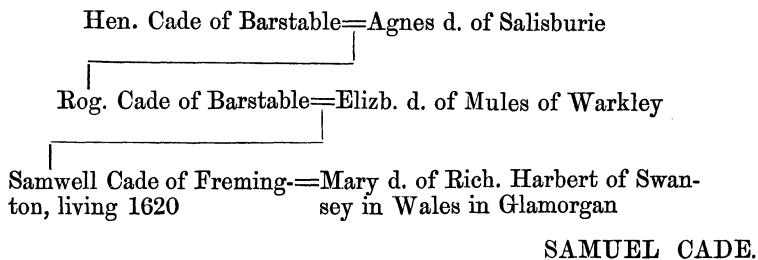 Hen. Cade of Barstable=Agnes d. of Salisburie
Rog. Cade of Barstable=Elizb. d. of Mules of Warkley
Samwell Cade of Freming-=Mary d. of Rich. Harbert of Swan-
ton, living 1620 sey in Wales in Glamorgan
SAMUEL CADE.